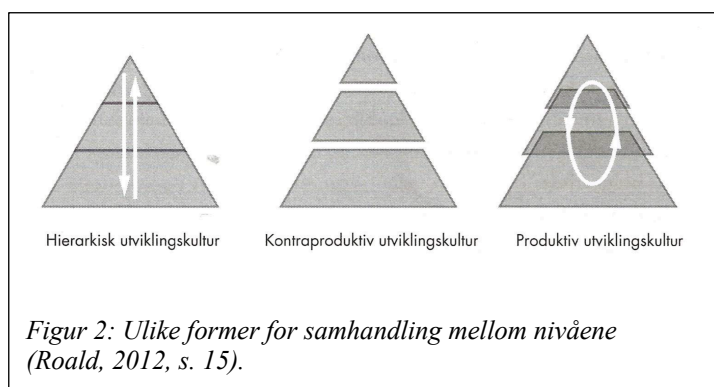 Hierarkisk utviklingskultur
Kontraproduktiv utviklingskultur
Produktiv utviklingskultur
Figur 2: Ulike former for samhandling mellom nivåene
(Roald, 2012, s. 15).